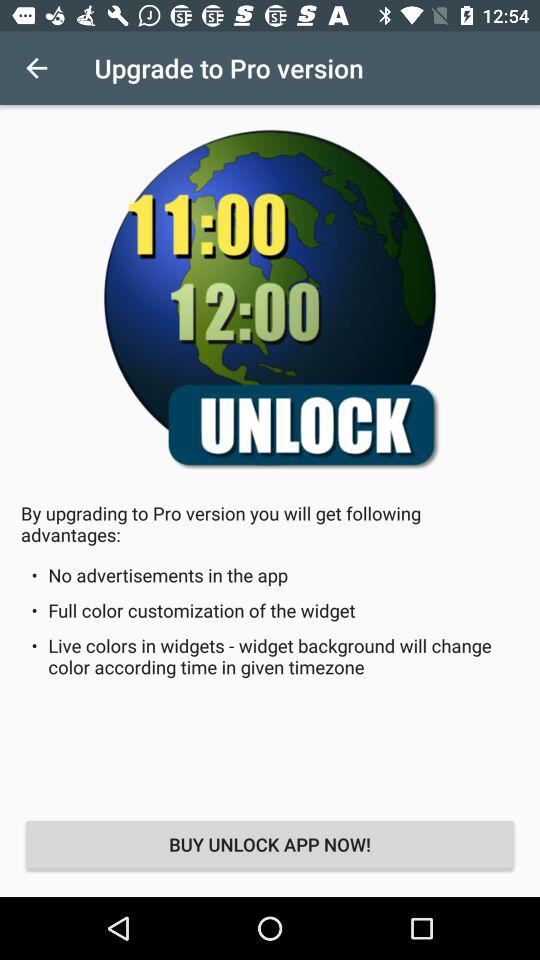 12:54
Upgrade to Pro version
11:00
12:00
UNLOCK
By upgrading to Pro version you will get following
advantages:
• No advertisements in the app
• Full color customization of the widget
• Live colors in widgets - widget background will change
color according time in given timezone
BUY UNLOCK APP NOW!